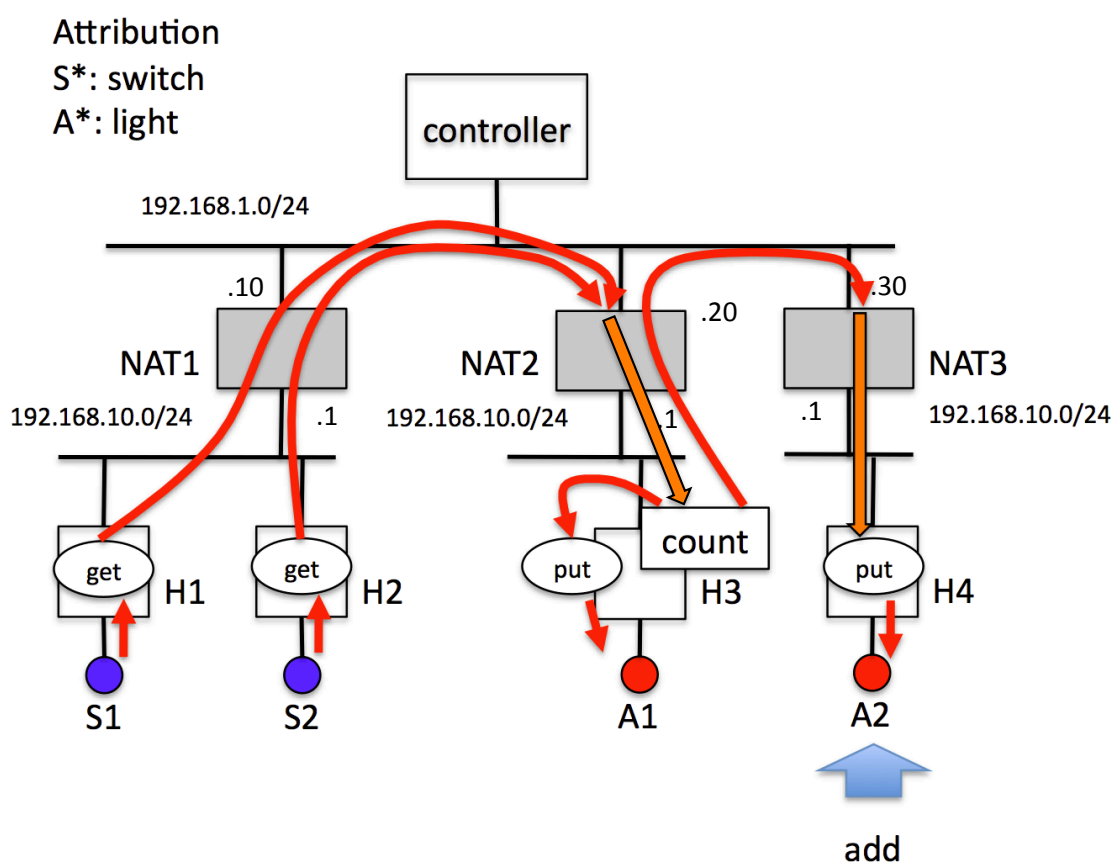 Attribution
S*: switch
A*: light
controller
192.168.1.0/24
.10
.20
.30
NAT1
NAT2
NAT3
192.168.10.0/24
.1
192.168.10.0/24
.1
.1
192.168.10.0/24
get
H1
get
H2
put
count
H3
put
H4
S1
S2
A1
A2
add